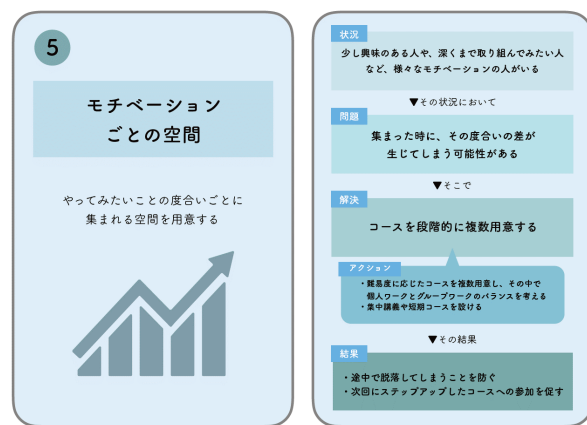 5
モチベーション
ごとの空間
やってみたいことの度合いごとに
集まれる空間を用意する
状況
少し興味のある人や、深くまで取り組んでみたい人
など、様々なモチベーションの人がいる
▼その状況において
問題
集まった時に、その度合いの差が
生じてしまう可能性がある
▼そこで
解決
コースを段階的に複数用意する
アクション
・難易度に応じたコースを複数用意し、その中で
個人ワークとグループワークのバランスを考える
・集中講義や短期コースを設ける
▼その結果
結果
・途中で脱落してしまうことを防ぐ
・次回にステップアップしたコースへの参加を促す